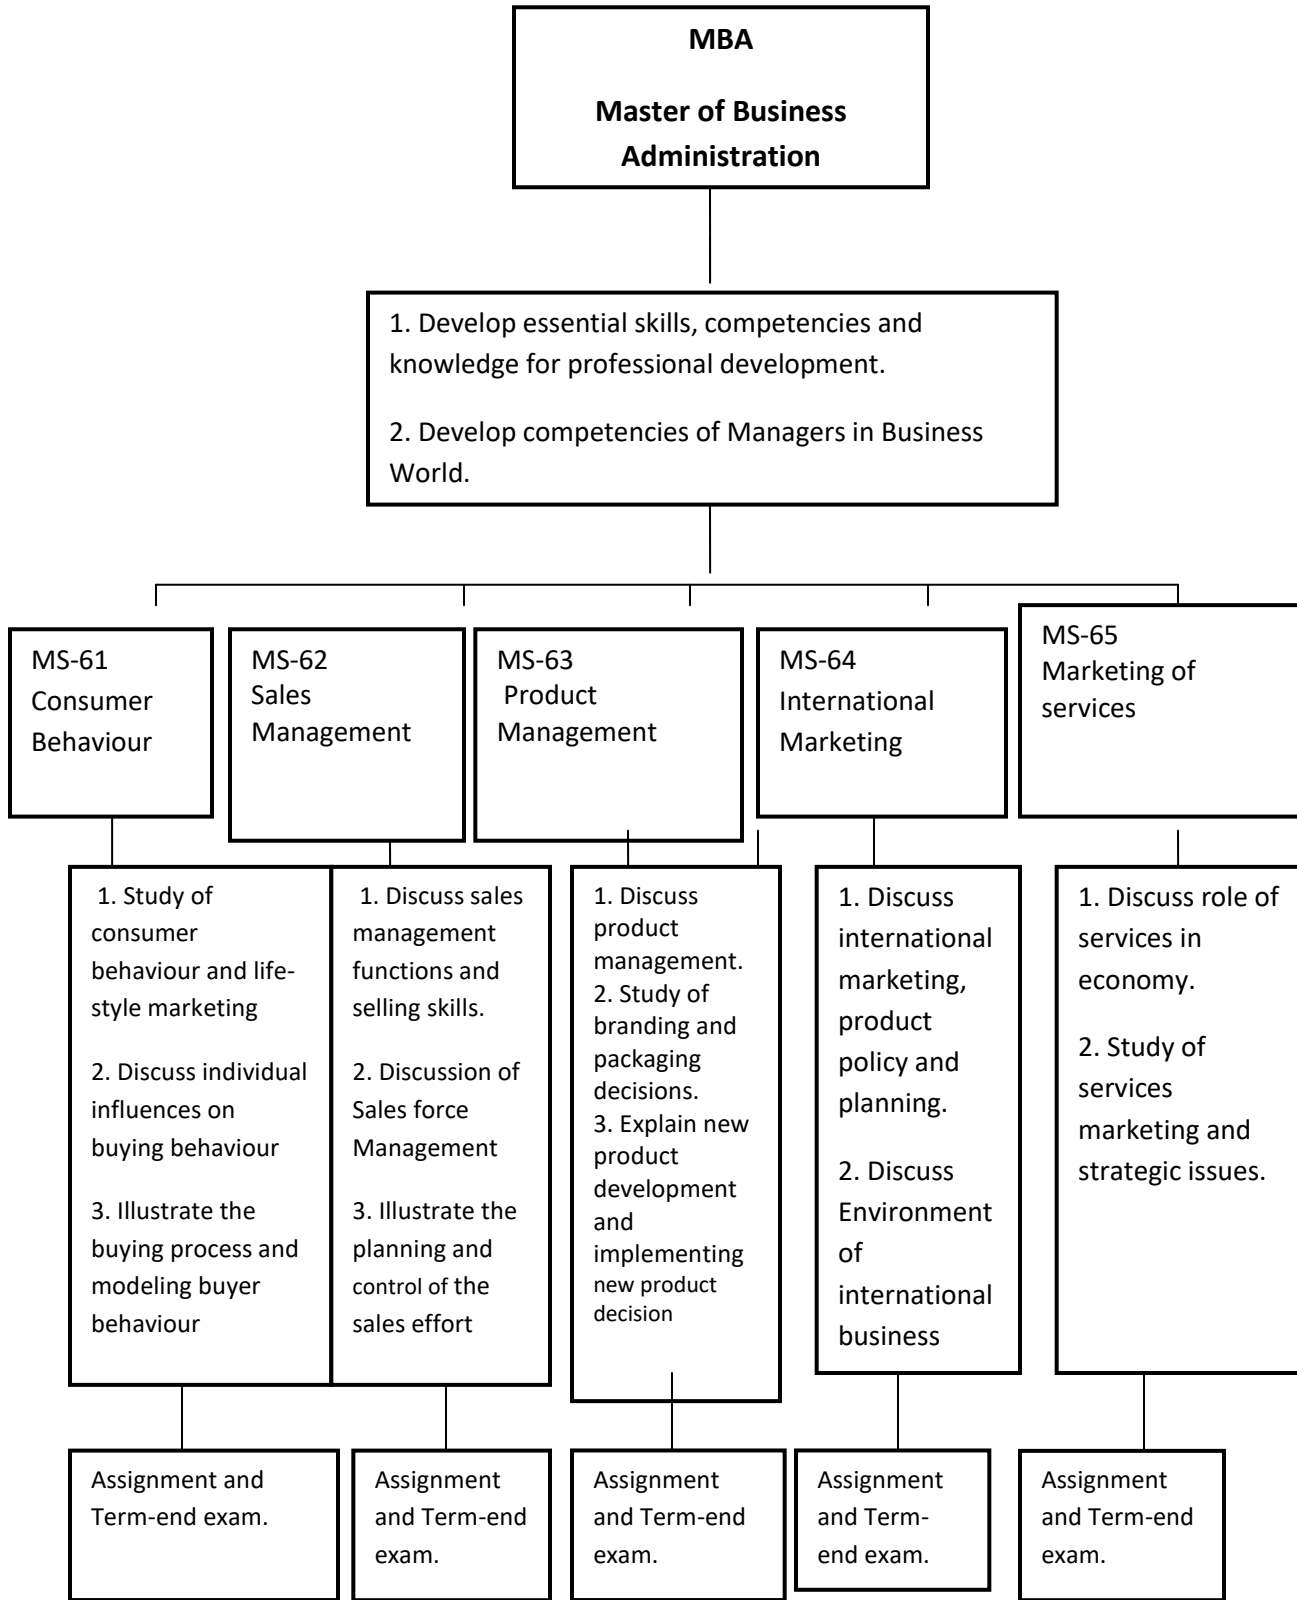 MBA
Master of Business
Administration
1. Develop essential skills, competencies and
knowledge for professional development.
2. Develop competencies of Managers in Business
World.
MS-61
Consumer
Behaviour
MS-62
Sales
Management
MS-63
Product
Management
MS-64
International
Marketing
MS-65
Marketing of
services
1. Study of
consumer
behaviour and life-
style marketing
2. Discuss individual
influences on
buying behaviour
3. Illustrate the
buying process and
modeling buyer
behaviour
1. Discuss sales
management
functions and
selling skills.
2. Discussion of
Sales force
Management
3. Illustrate the
planning and
control of the
sales effort
1. Discuss
product
management.
2. Study of
branding and
packaging
decisions.
3. Explain new
product
development
and
implementing
new product
decision
1. Discuss
international
marketing,
product
policy and
planning.
2. Discuss
Environment
of
international
business
1. Discuss role of
services in
economy.
2. Study of
services
marketing and
strategic issues.
Assignment and
Term-end exam.
Assignment
and Term-end
exam.
Assignment
and Term-end
exam.
Assignment
and Term-
end exam.
Assignment
and Term-end
exam.